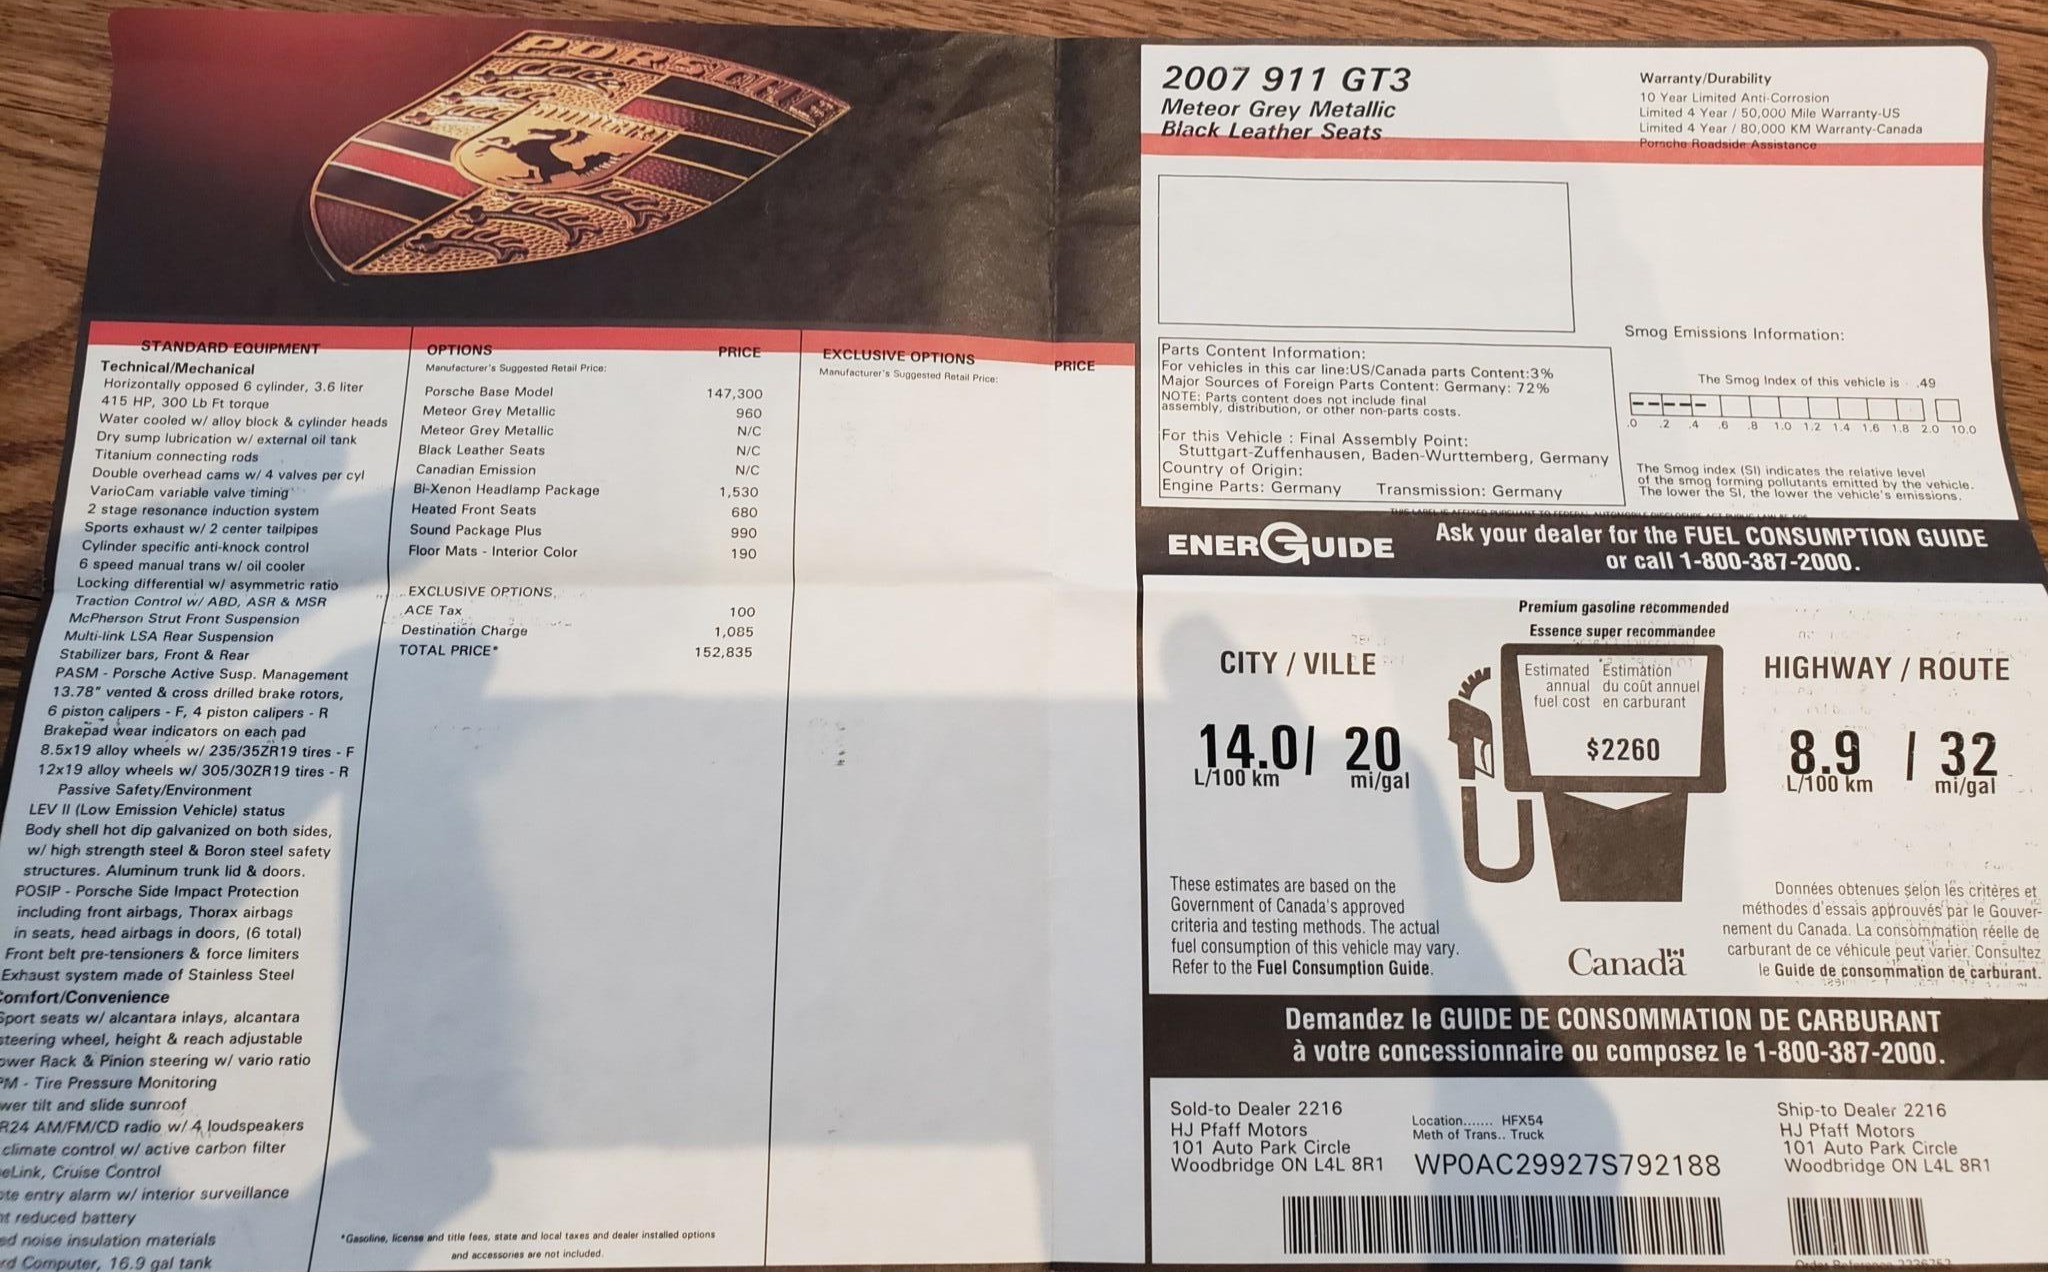 PORSCHE
STANDARD EQUIPMENT
Technical/Mechanical
Horizontally opposed 6 cylinder, 3.6 liter
415 HP, 300 Lb Ft torque
Water cooled w/ alloy block & cylinder heads
Dry sump lubrication w/ external oil tank
Titanium connecting rods
Double overhead cams w/ 4 valves per cyl
VarioCam variable valve timing
2 stage resonance induction system
Sports exhaust w/ 2 center tailpipes
Cylinder specific anti-knock control
6 speed manual trans w/ oil cooler
Locking differential w/ asymmetric ratio
Traction Control w/ ABD, ASR & MSR
McPherson Strut Front Suspension
Multi-link LSA Rear Suspension
Stabilizer bars, Front & Rear
PASM - Porsche Active Susp. Management
13.78" vented & cross drilled brake rotors,
6 piston calipers - F, 4 piston calipers - R
Brakepad wear indicators on each pad
8.5x19 alloy wheels w/ 235/35ZR19 tires - F
12x19 alloy wheels w/ 305/30ZR19 tires - R
Passive Safety/Environment
LEV II (Low Emission Vehicle) status
Body shell hot dip galvanized on both sides,
w/ high strength steel & Boron steel safety
structures. Aluminum trunk lid & doors.
POSIP - Porsche Side Impact Protection
including front airbags, Thorax airbags
in seats, head airbags in doors, (6 total)
Front belt pre-tensioners & force limiters
Exhaust system made of Stainless Steel
omfort/Convenience
port seats w/ alcantara inlays, alcantara
teering wheel, height & reach adjustable
ower Rack & Pinion steering w/ vario ratio
PM - Tire Pressure Monitoring
wer tilt and slide sunroof
R24 AM/FM/CD radio w/ 4 loudspeakers
climate control w/ active carbon filter
eLink, Cruise Control
te entry alarm w/ interior surveillance
t reduced battery
ed noise insulation materials
rd Computer, 16.9 gal tank
OPTIONS PRICE
Manufacturer's Suggested Retail Price:
Porsche Base Model 147,300
Meteor Grey Metallic 960
Meteor Grey Metallic N/C
Black Leather Seats N/C
Canadian Emission N/C
Bi-Xenon Headlamp Package 1,530
Heated Front Seats 680
Sound Package Plus 990
Floor Mats - Interior Color 190
EXCLUSIVE OPTIONS
ACE Tax 100
Destination Charge 1,085
TOTAL PRICE* 152,835
*Gasoline, license and title fees, state and local taxes and dealer installed options
and accessories are not included.
EXCLUSIVE OPTIONS PRICE
Manufacturer's Suggested Retail Price:
2007 911 GT3
Meteor Grey Metallic
Black Leather Seats
Warranty/Durability
10 Year Limited Anti-Corrosion
Limited 4 Year / 50,000 Mile Warranty-US
Limited 4 Year / 80,000 KM Warranty-Canada
Porsche Roadside Assistance
Parts Content Information:
For vehicles in this car line:US/Canada parts Content:3%
Major Sources of Foreign Parts Content: Germany: 72%
NOTE: Parts content does not include final
assembly, distribution, or other non-parts costs.
For this Vehicle : Final Assembly Point:
Stuttgart-Zuffenhausen, Baden-Wurttemberg, Germany
Country of Origin:
Engine Parts: Germany Transmission: Germany
Smog Emissions Information:
The Smog Index of this vehicle is .49
.0 .2 .4 .6 .8 1.0 1.2 1.4 1.6 1.8 2.0 10.0
The Smog index (SI) indicates the relative level
of the smog forming pollutants emitted by the vehicle.
The lower the SI, the lower the vehicle's emissions.
THIS LABEL IS AFFIXED PURSUANT TO FEDERAL AUTOMOBILE DISCLOSURE ACT
ENERGUIDE
Ask your dealer for the FUEL CONSUMPTION GUIDE
or call 1-800-387-2000.
Premium gasoline recommended
Essence super recommandee
CITY / VILLE
14.0 / 20
L/100 km mi/gal
Estimated Estimation
annual du coût annuel
fuel cost en carburant
$2260
HIGHWAY / ROUTE
8.9 / 32
L/100 km mi/gal
These estimates are based on the
Government of Canada's approved
criteria and testing methods. The actual
fuel consumption of this vehicle may vary.
Refer to the Fuel Consumption Guide.
Canada
Données obtenues selon les critères et
méthodes d'essais approuvés par le Gouver-
nement du Canada. La consommation réelle de
carburant de ce véhicule peut varier. Consultez
le Guide de consommation de carburant.
Demandez le GUIDE DE CONSOMMATION DE CARBURANT
à votre concessionnaire ou composez le 1-800-387-2000.
Sold-to Dealer 2216
HJ Pfaff Motors
101 Auto Park Circle
Woodbridge ON L4L 8R1
Location....... HFX54
Meth of Trans.. Truck
WP0AC29927S792188
Ship-to Dealer 2216
HJ Pfaff Motors
101 Auto Park Circle
Woodbridge ON L4L 8R1